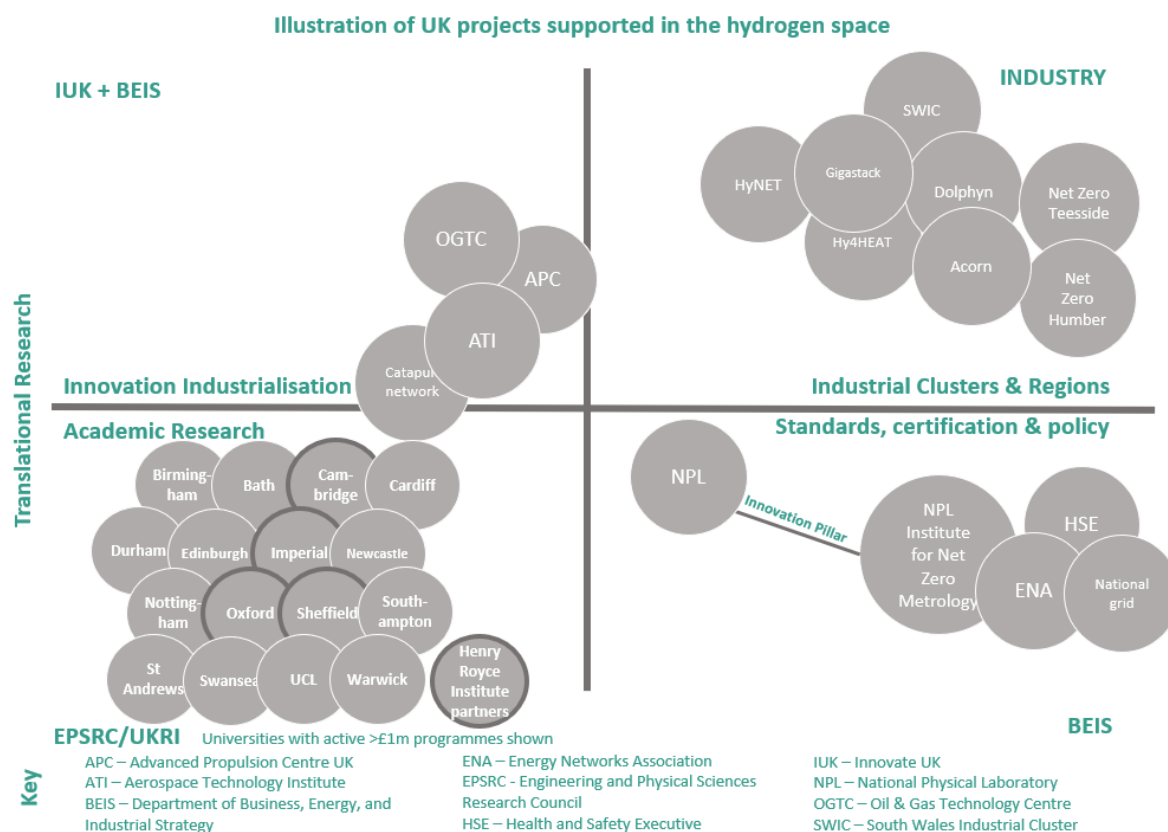 Illustration of UK projects supported in the hydrogen space
IUK + BEIS
INDUSTRY
SWIC
HyNET
Gigastack
Dolphyn
Net Zero
Teesside
Hy4HEAT
Acorn
Net
Zero
Humber
OGTC
APC
ATI
Catapult
network
Translational Research
Innovation Industrialisation
Industrial Clusters & Regions
Academic Research
Standards, certification & policy
Birming-
ham
Bath
Cam-
bridge
Cardiff
Durham
Edinburgh
Imperial
Newcastle
Notting-
ham
Oxford
Sheffield
South-
ampton
St
Andrews
Swansea
UCL
Warwick
Henry
Royce
Institute
partners
NPL
Innovation Pillar
NPL
Institute
for Net
Zero
Metrology
HSE
ENA
National
grid
EPSRC/UKRI
Universities with active >£1m programmes shown
BEIS
Key
APC – Advanced Propulsion Centre UK
ATI – Aerospace Technology Institute
BEIS – Department of Business, Energy, and
Industrial Strategy
ENA – Energy Networks Association
EPSRC - Engineering and Physical Sciences
Research Council
HSE – Health and Safety Executive
IUK – Innovate UK
NPL – National Physical Laboratory
OGTC – Oil & Gas Technology Centre
SWIC – South Wales Industrial Cluster